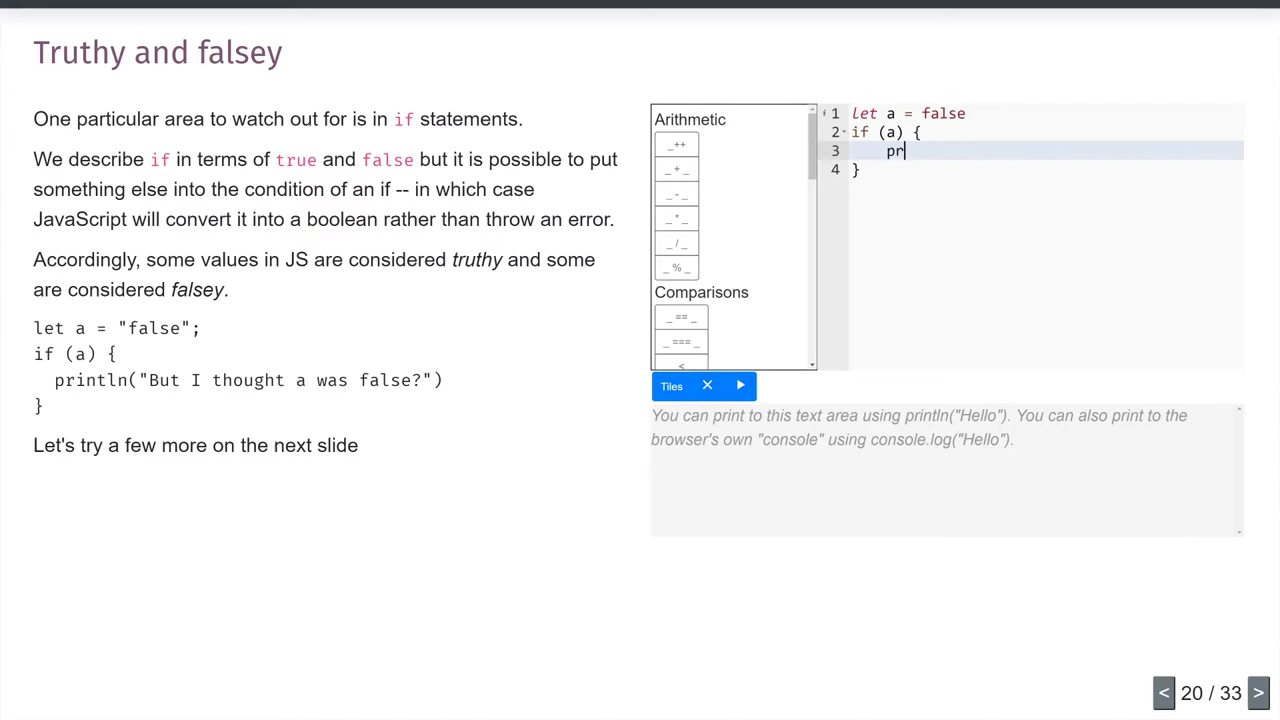 Truthy and falsey
One particular area to watch out for is in if statements.
We describe if in terms of true and false but it is possible to put
something else into the condition of an if -- in which case
JavaScript will convert it into a boolean rather than throw an error.
Accordingly, some values in JS are considered truthy and some
are considered falsey.
let a = "false";
if (a) {
  println("But I thought a was false?")
}
Let's try a few more on the next slide
Arithmetic
_++
_ + _
_ - _
_ * _
_ / _
_ % _
Comparisons
_ == _
_ === _
<
1 let a = false
2 if (a) {
3     pr
4 }
Tiles
You can print to this text area using println("Hello"). You can also print to the
browser's own "console" using console.log("Hello").
< 20 / 33 >